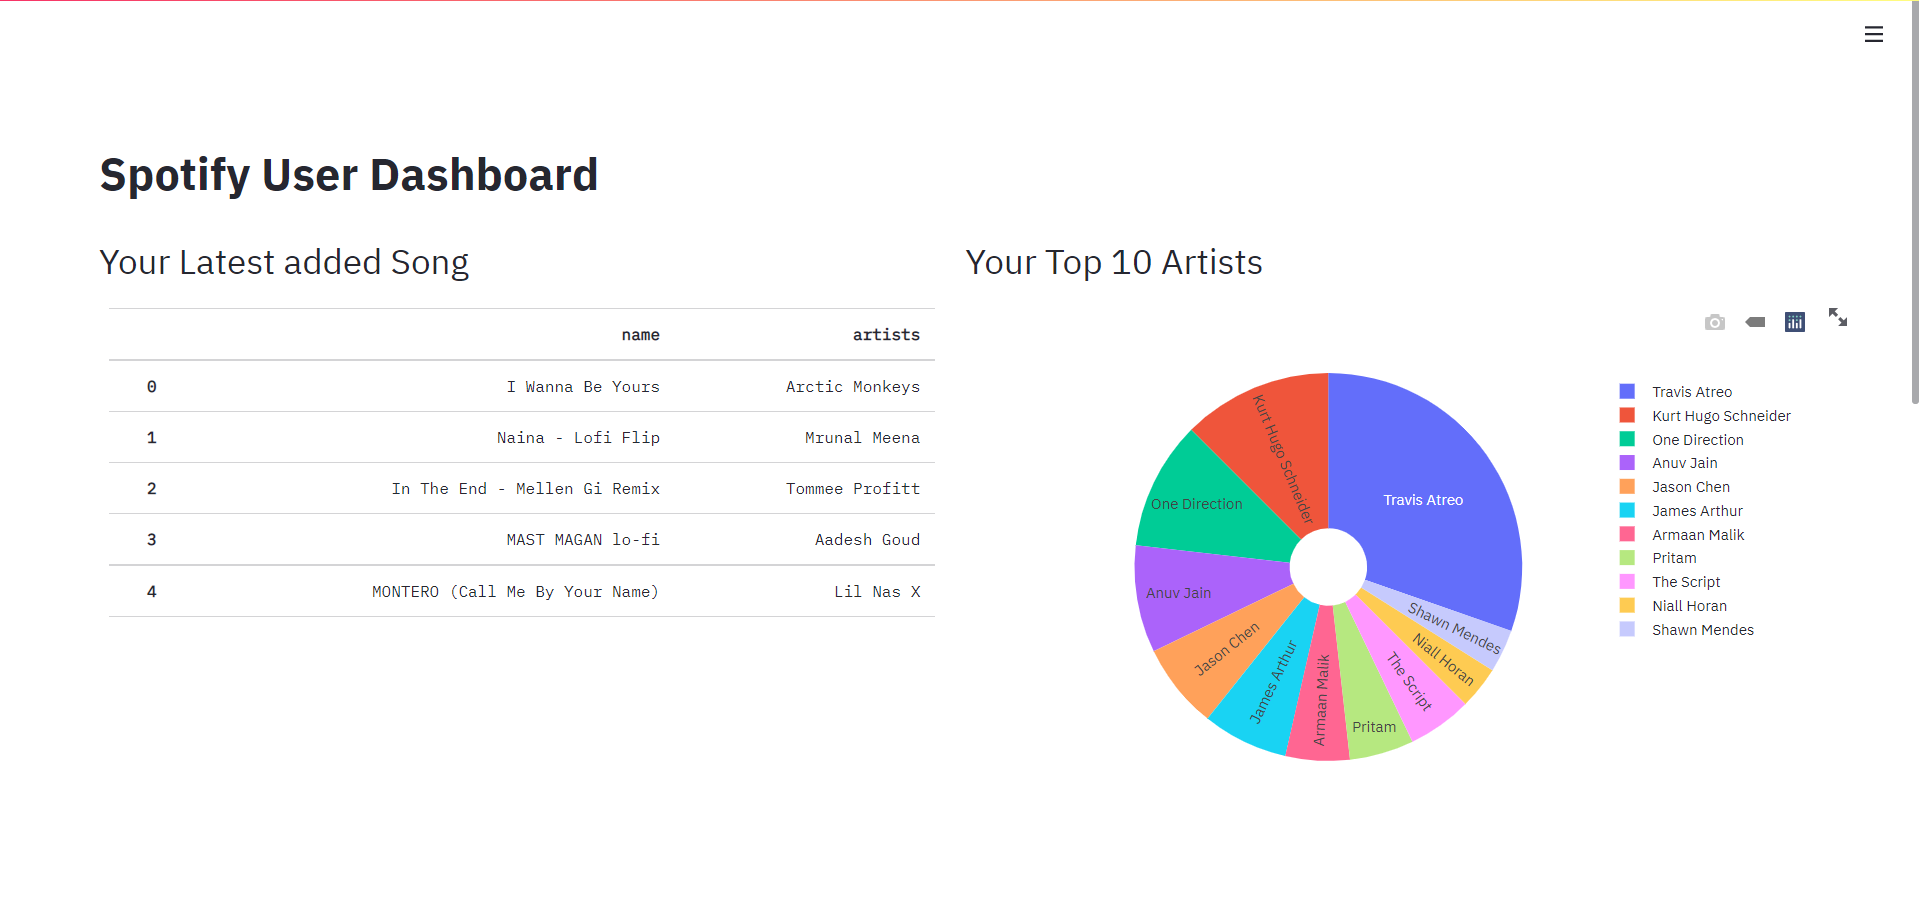 Spotify User Dashboard
Your Latest added Song
name artists
0 I Wanna Be Yours Arctic Monkeys
1 Naina - Lofi Flip Mrunal Meena
2 In The End - Mellen Gi Remix Tommee Profitt
3 MAST MAGAN lo-fi Aadesh Goud
4 MONTERO (Call Me By Your Name) Lil Nas X
Your Top 10 Artists
Kurt Hugo Schneider
Travis Atreo
One Direction
Anuv Jain
Jason Chen
James Arthur
Armaan Malik
Pritam
The Script
Niall Horan
Shawn Mendes
Travis Atreo
Kurt Hugo Schneider
One Direction
Anuv Jain
Jason Chen
James Arthur
Armaan Malik
Pritam
The Script
Niall Horan
Shawn Mendes